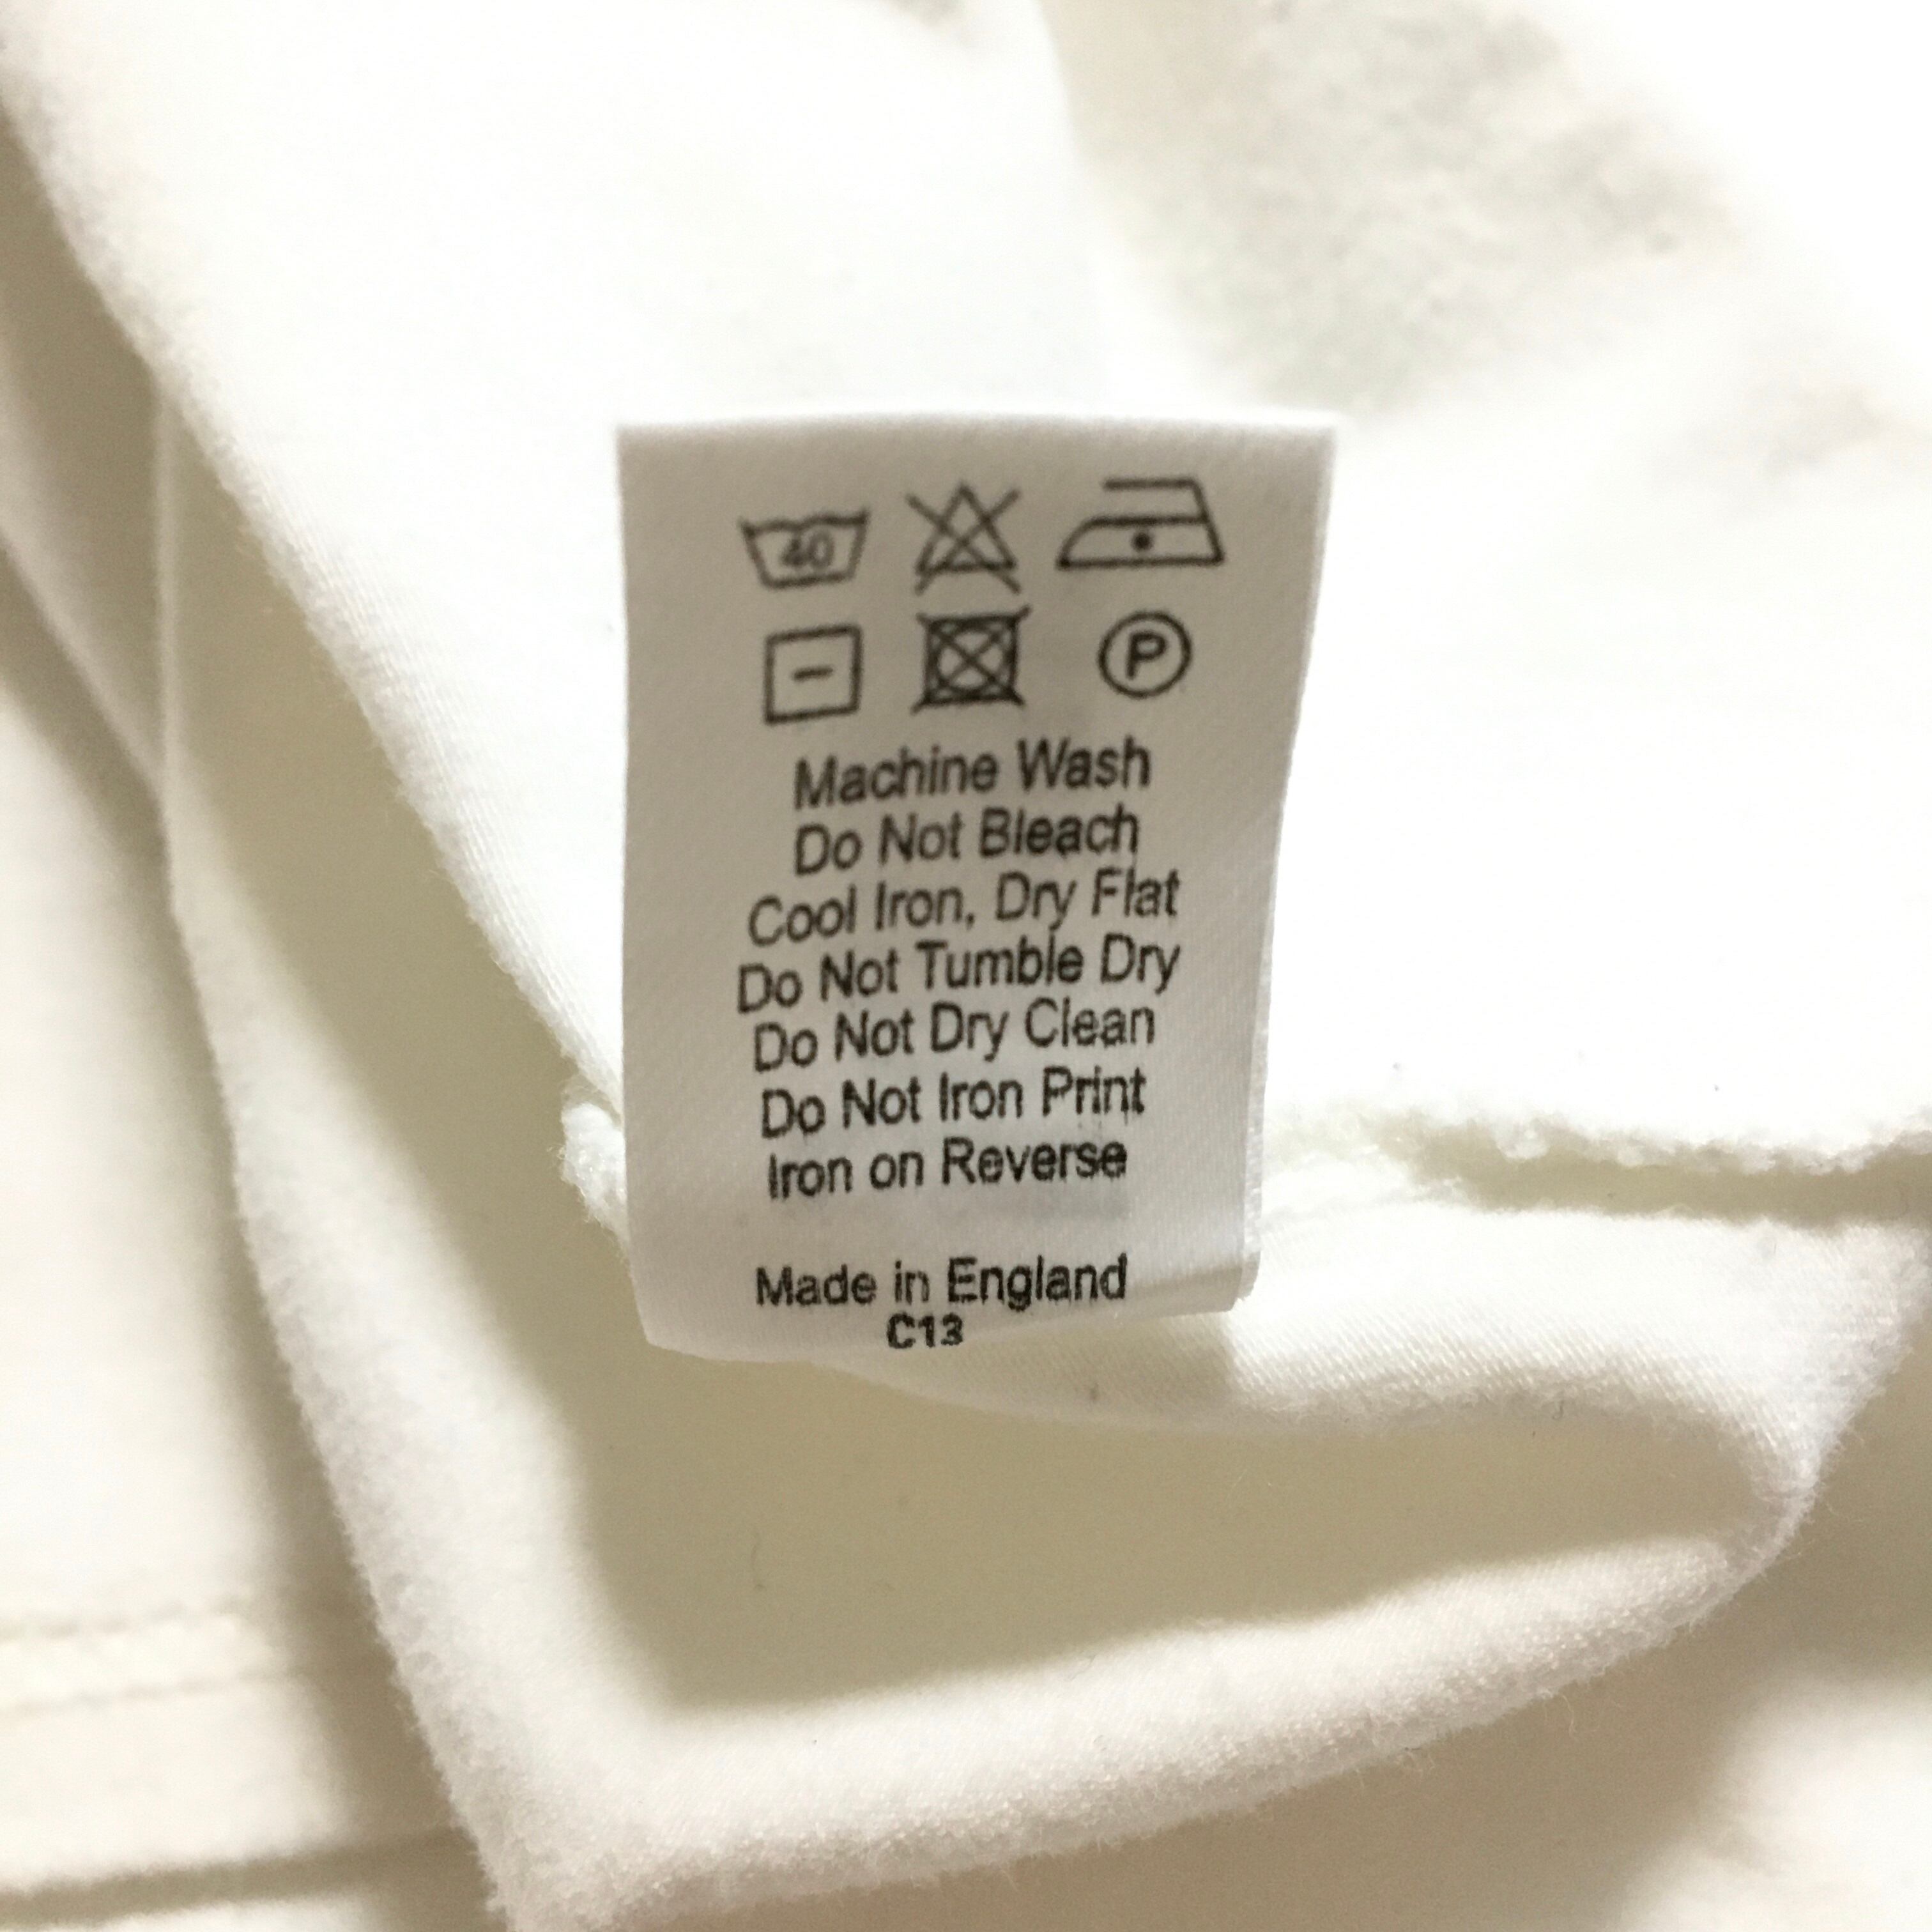 40
P
Machine Wash
Do Not Bleach
Cool Iron, Dry Flat
Do Not Tumble Dry
Do Not Dry Clean
Do Not Iron Print
Iron on Reverse
Made in England
C13